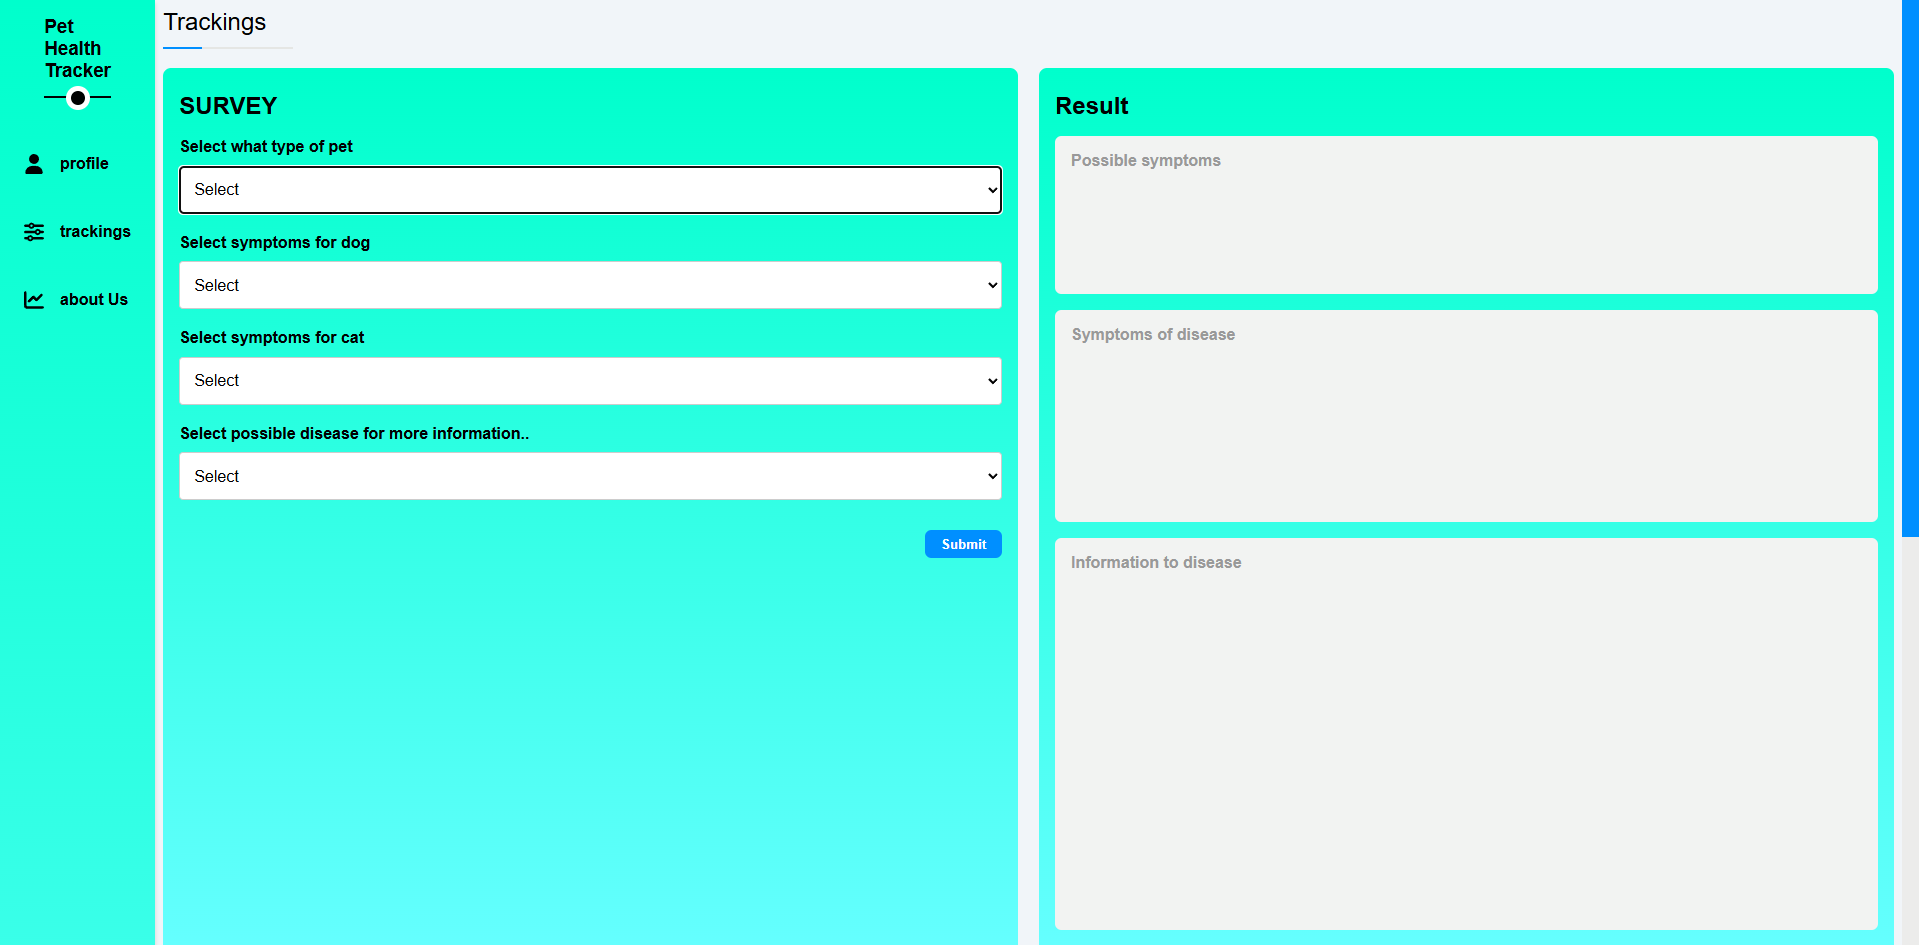 Pet
Health
Tracker
profile
trackings
about Us
Trackings
SURVEY
Select what type of pet
Select
Select symptoms for dog
Select
Select symptoms for cat
Select
Select possible disease for more information..
Select
Submit
Result
Possible symptoms
Symptoms of disease
Information to disease